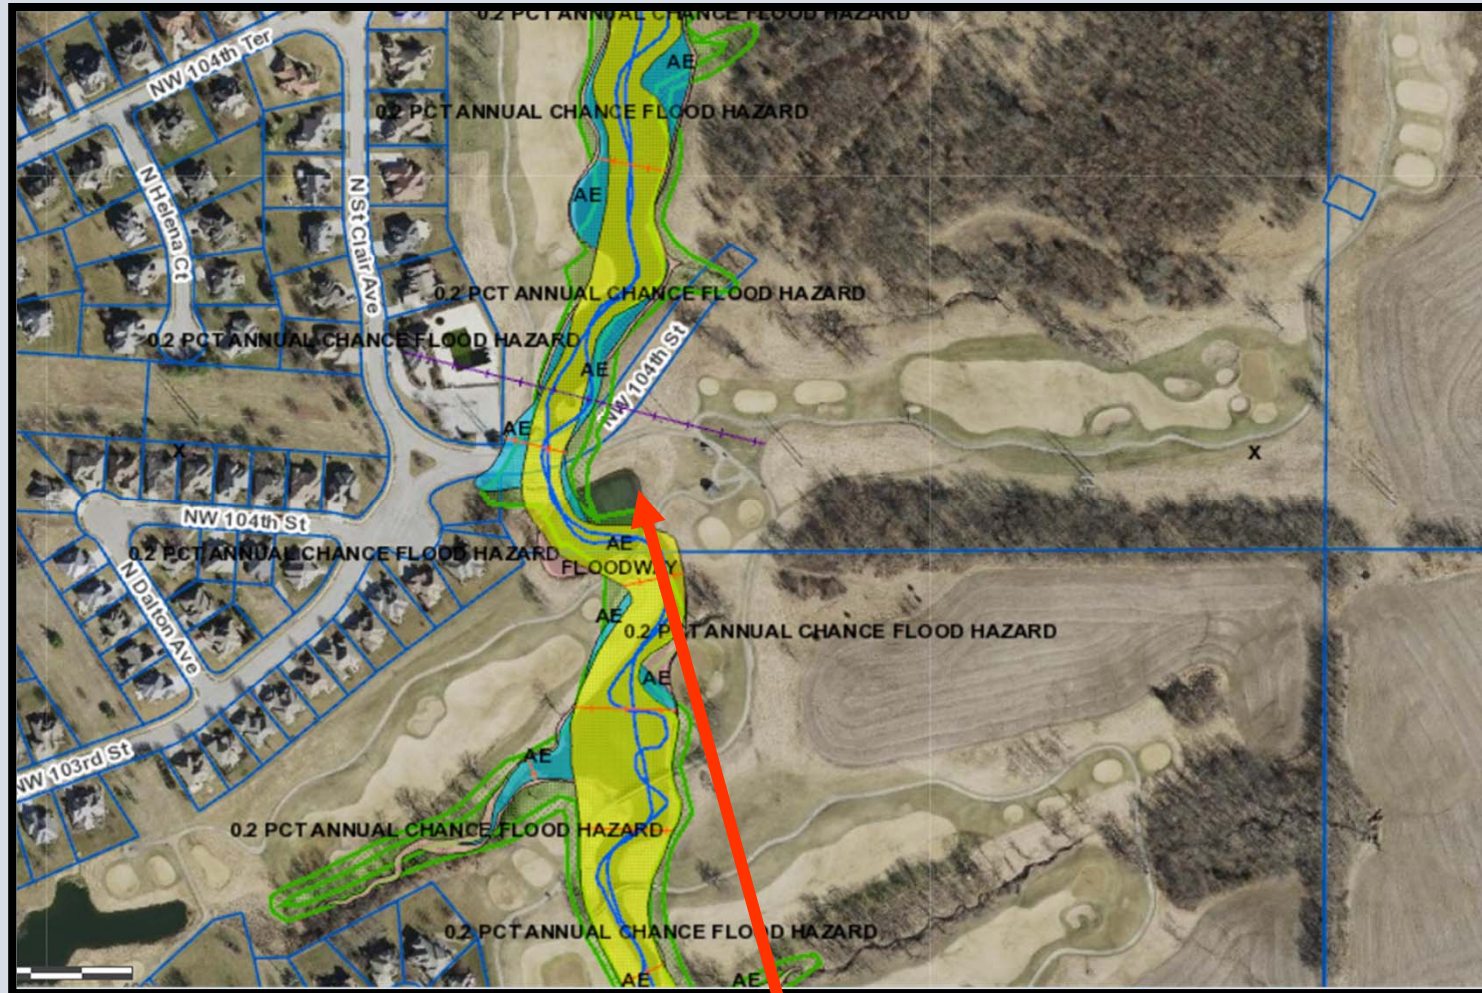 0.2 PCT ANNUAL CHANCE FLOOD HAZARD
NW 104th Ter
AE
0.2 PCT ANNUAL CHANCE FLOOD HAZARD
N Helena Ct
N St Clair Ave
AE
0.2 PCT ANNUAL CHANCE FLOOD HAZARD
0.2 PCT ANNUAL CHANCE FLOOD HAZARD
AE
NW 104th St
AE
X
X
NW 104th St
AE
0.2 PCT ANNUAL CHANCE FLOOD HAZARD
FLOODWAY
N Dalton Ave
AE
0.2 PCT ANNUAL CHANCE FLOOD HAZARD
AE
NW 103rd St
AE
0.2 PCT ANNUAL CHANCE FLOOD HAZARD
0.2 PCT ANNUAL CHANCE FLOOD HAZARD
AE
AE